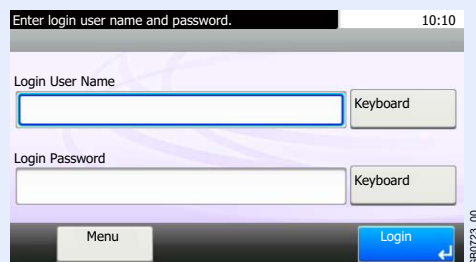 Enter login user name and password. 10:10
Login User Name
Keyboard
Login Password
Keyboard
Menu Login